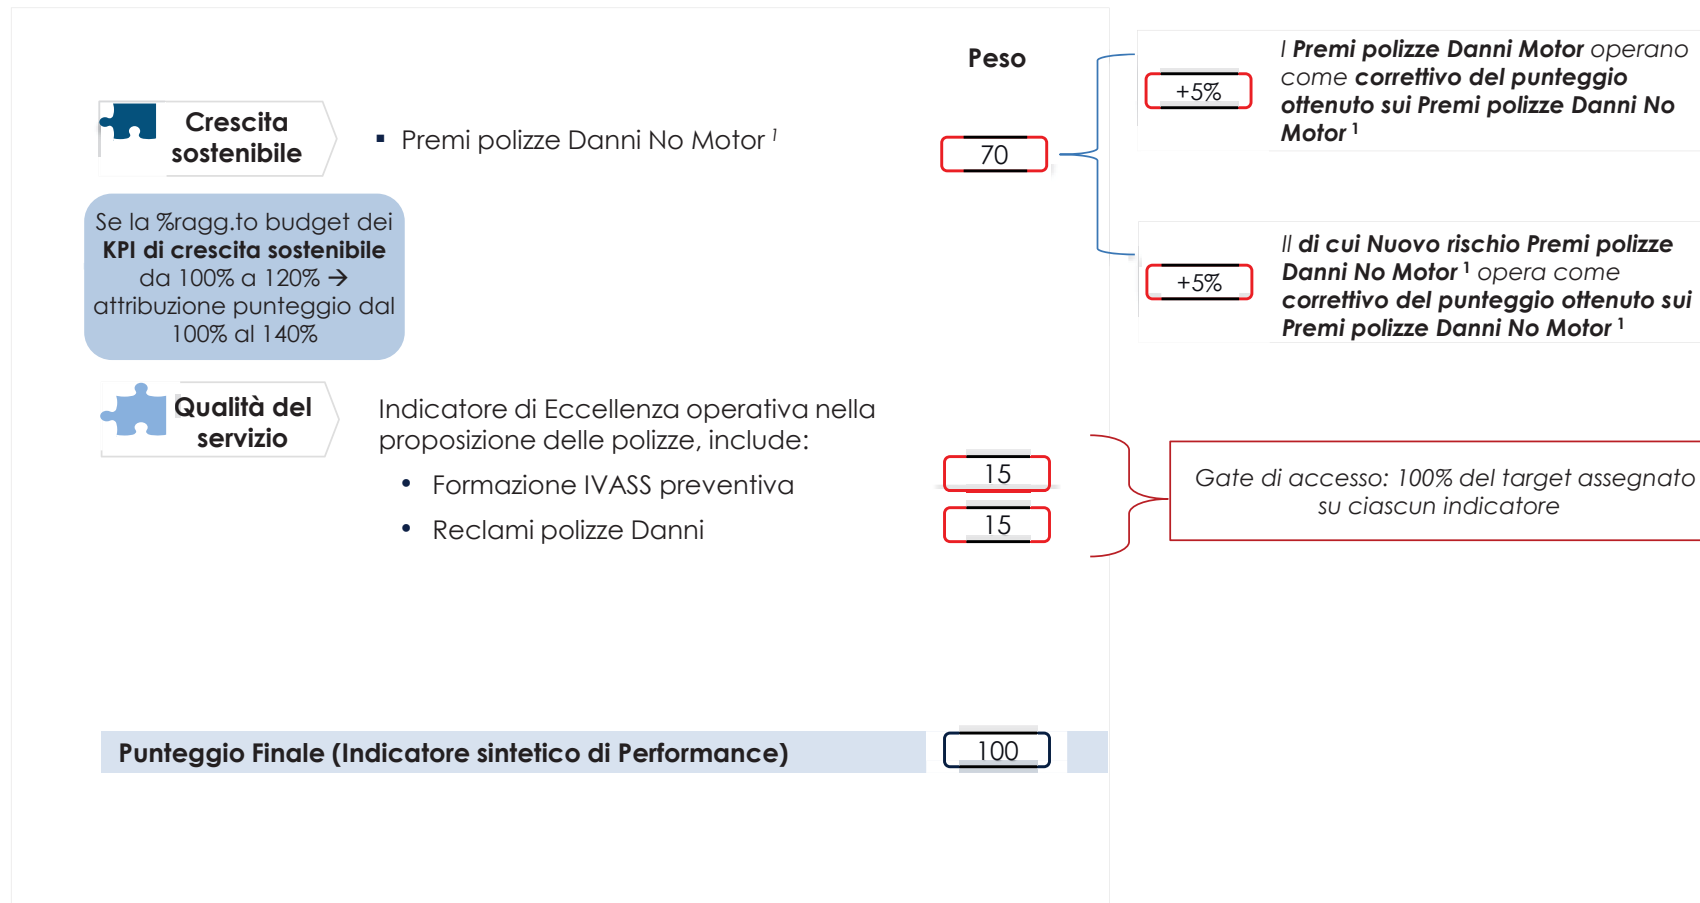 Peso
Crescita
sostenibile
▪ Premi polizze Danni No Motor ¹
70
+5%
I Premi polizze Danni Motor operano
come correttivo del punteggio
ottenuto sui Premi polizze Danni No
Motor ¹
Se la %ragg.to budget dei
KPI di crescita sostenibile
da 100% a 120% →
attribuzione punteggio dal
100% al 140%
+5%
Il di cui Nuovo rischio Premi polizze
Danni No Motor ¹ opera come
correttivo del punteggio ottenuto sui
Premi polizze Danni No Motor ¹
Qualità del
servizio
Indicatore di Eccellenza operativa nella
proposizione delle polizze, include:
• Formazione IVASS preventiva
15
• Reclami polizze Danni
15
Gate di accesso: 100% del target assegnato
su ciascun indicatore
Punteggio Finale (Indicatore sintetico di Performance)
100